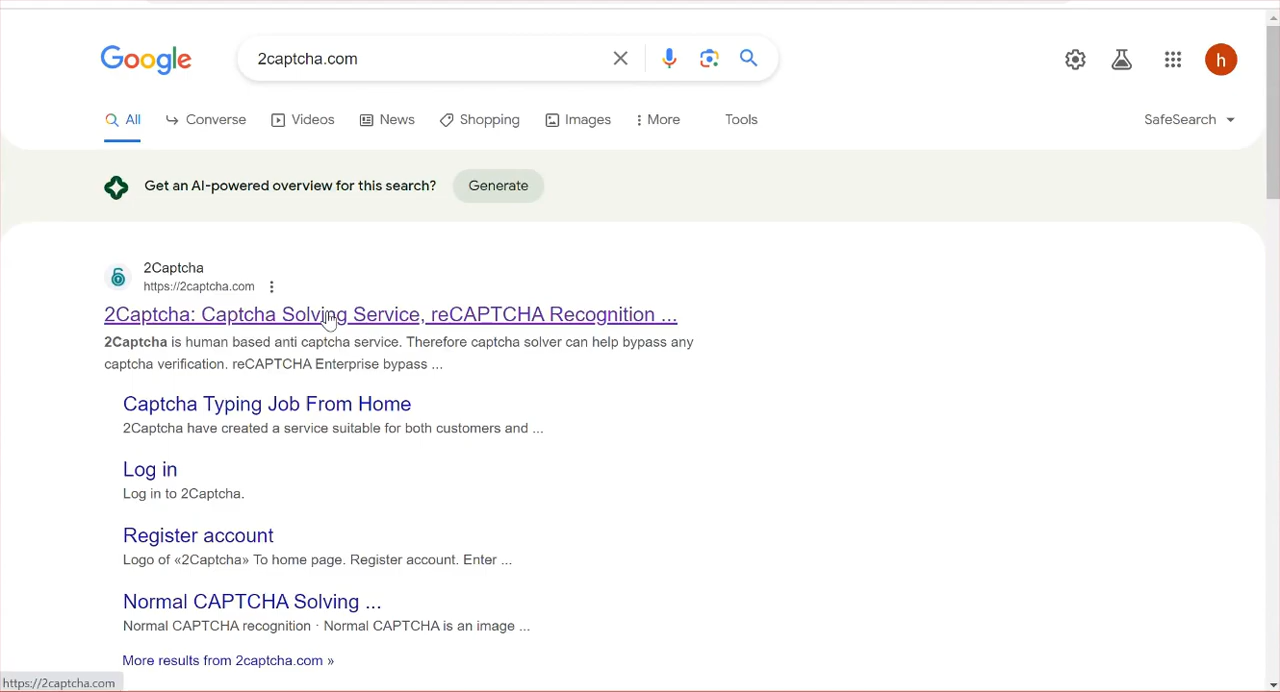 Google
2captcha.com
h
All Converse Videos News Shopping Images More Tools SafeSearch
Get an AI-powered overview for this search? Generate
2Captcha
https://2captcha.com
2Captcha: Captcha Solving Service, reCAPTCHA Recognition ...
2Captcha is human based anti captcha service. Therefore captcha solver can help bypass any
captcha verification. reCAPTCHA Enterprise bypass ...
Captcha Typing Job From Home
2Captcha have created a service suitable for both customers and ...
Log in
Log in to 2Captcha.
Register account
Logo of «2Captcha» To home page. Register account. Enter ...
Normal CAPTCHA Solving ...
Normal CAPTCHA recognition · Normal CAPTCHA is an image ...
More results from 2captcha.com »
https://2captcha.com